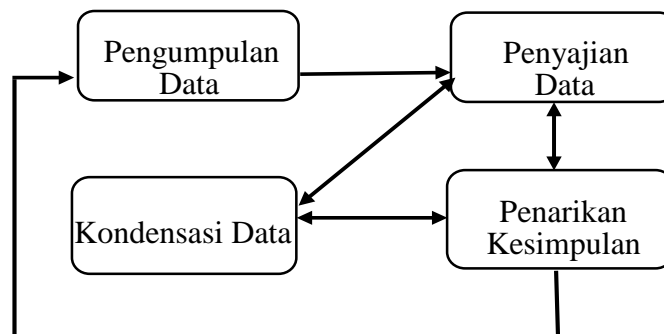 Pengumpulan
Data
Penyajian
Data
Kondensasi Data
Penarikan
Kesimpulan